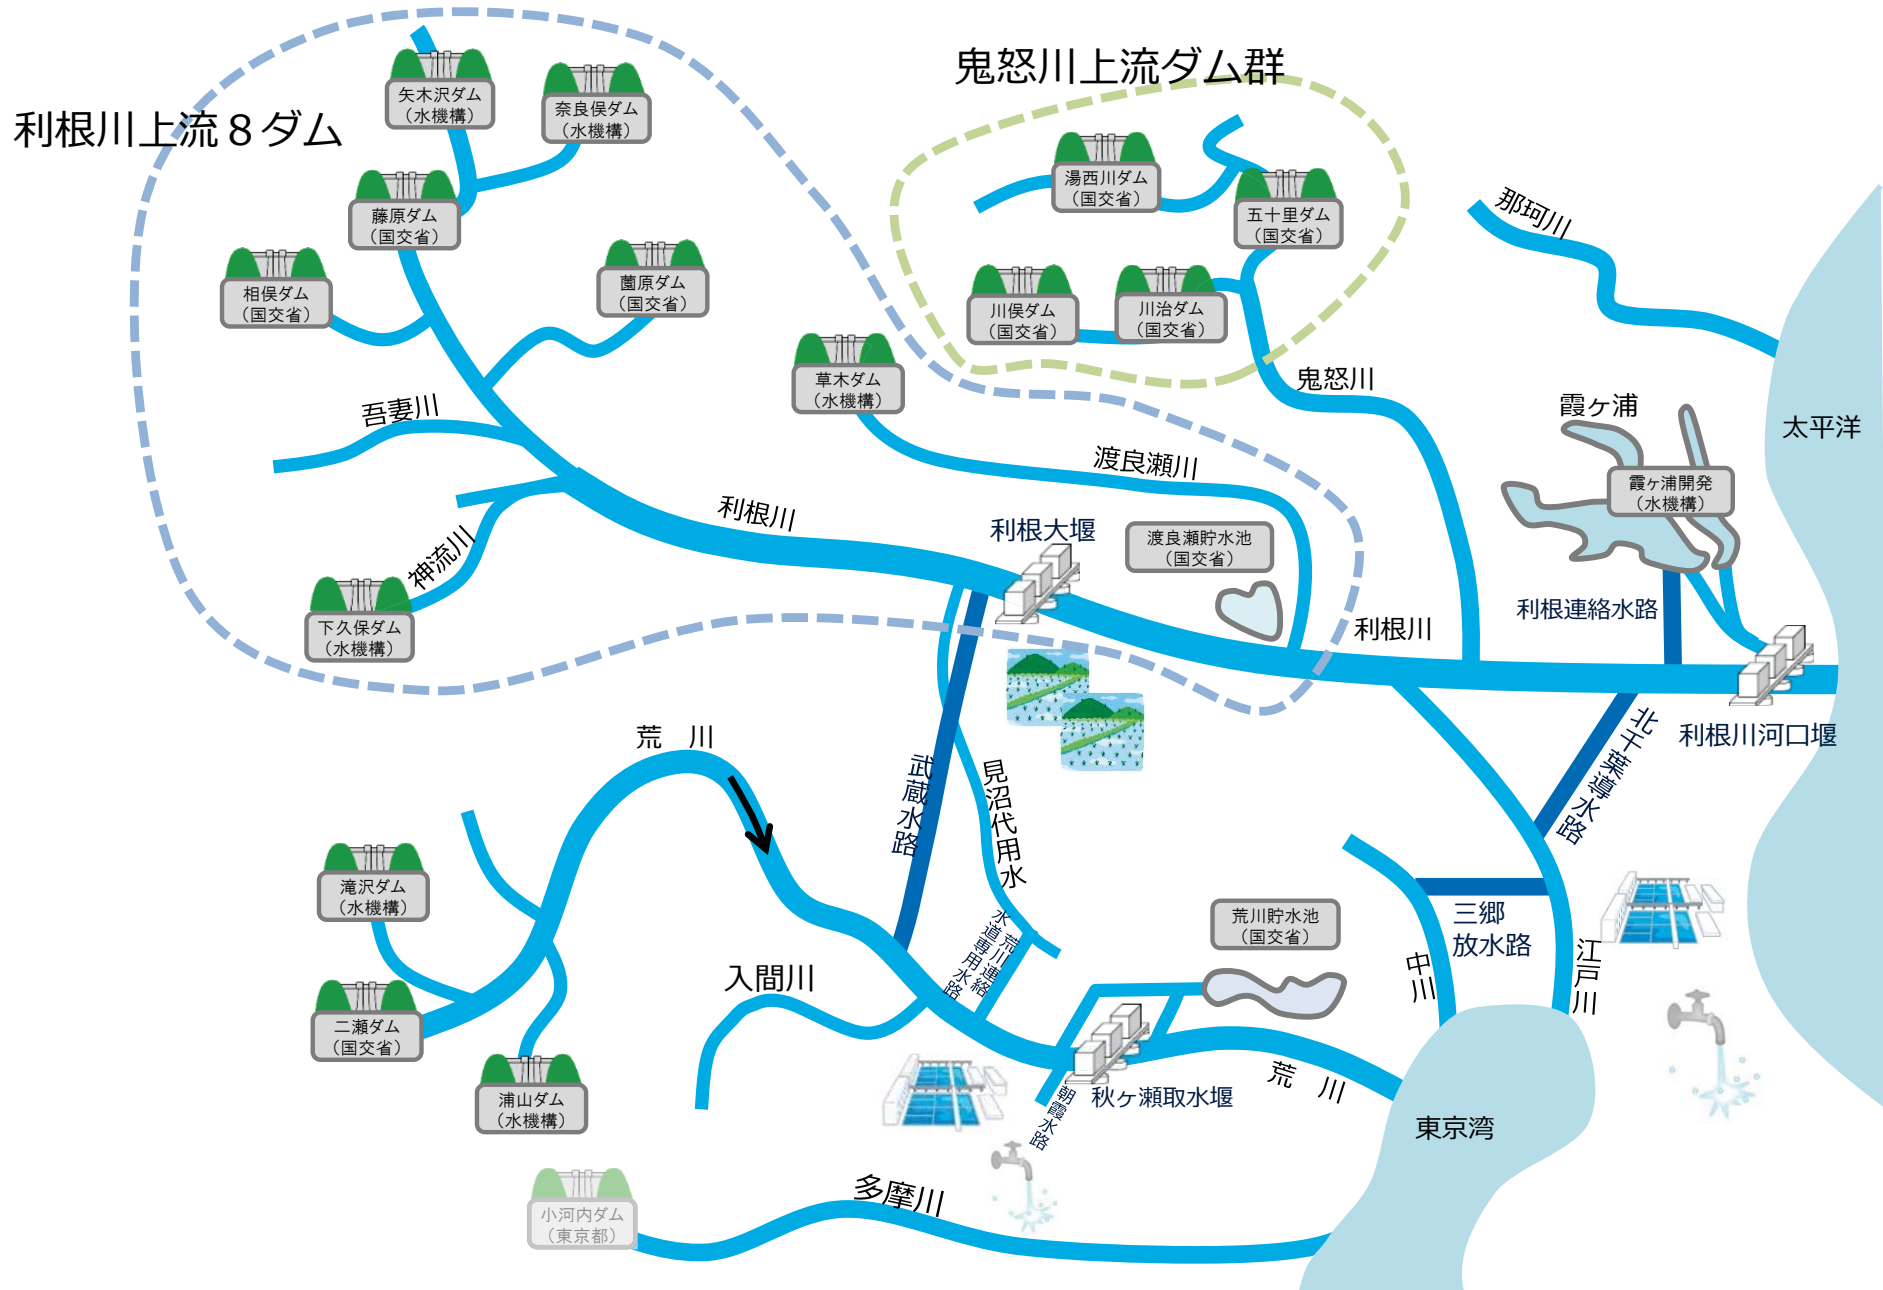 利根川上流８ダム
矢木沢ダム
（水機構）
奈良俣ダム
（水機構）
藤原ダム
（国交省）
相俣ダム
（国交省）
薗原ダム
（国交省）
吾妻川
神流川
下久保ダム
（水機構）
利根川
草木ダム
（水機構）
渡良瀬川
利根大堰
渡良瀬貯水池
（国交省）
鬼怒川上流ダム群
湯西川ダム
（国交省）
五十里ダム
（国交省）
川俣ダム
（国交省）
川治ダム
（国交省）
鬼怒川
那珂川
霞ヶ浦
霞ヶ浦開発
（水機構）
太平洋
利根川
利根連絡水路
利根川河口堰
北千葉導水路
荒　川
武蔵水路
見沼代用水
荒川連絡
水道専用水路
滝沢ダム
（水機構）
二瀬ダム
（国交省）
浦山ダム
（水機構）
入間川
荒川貯水池
（国交省）
三郷
放水路
中川
江戸川
秋ヶ瀬取水堰
朝霞水路
荒　川
東京湾
小河内ダム
（東京都）
多摩川